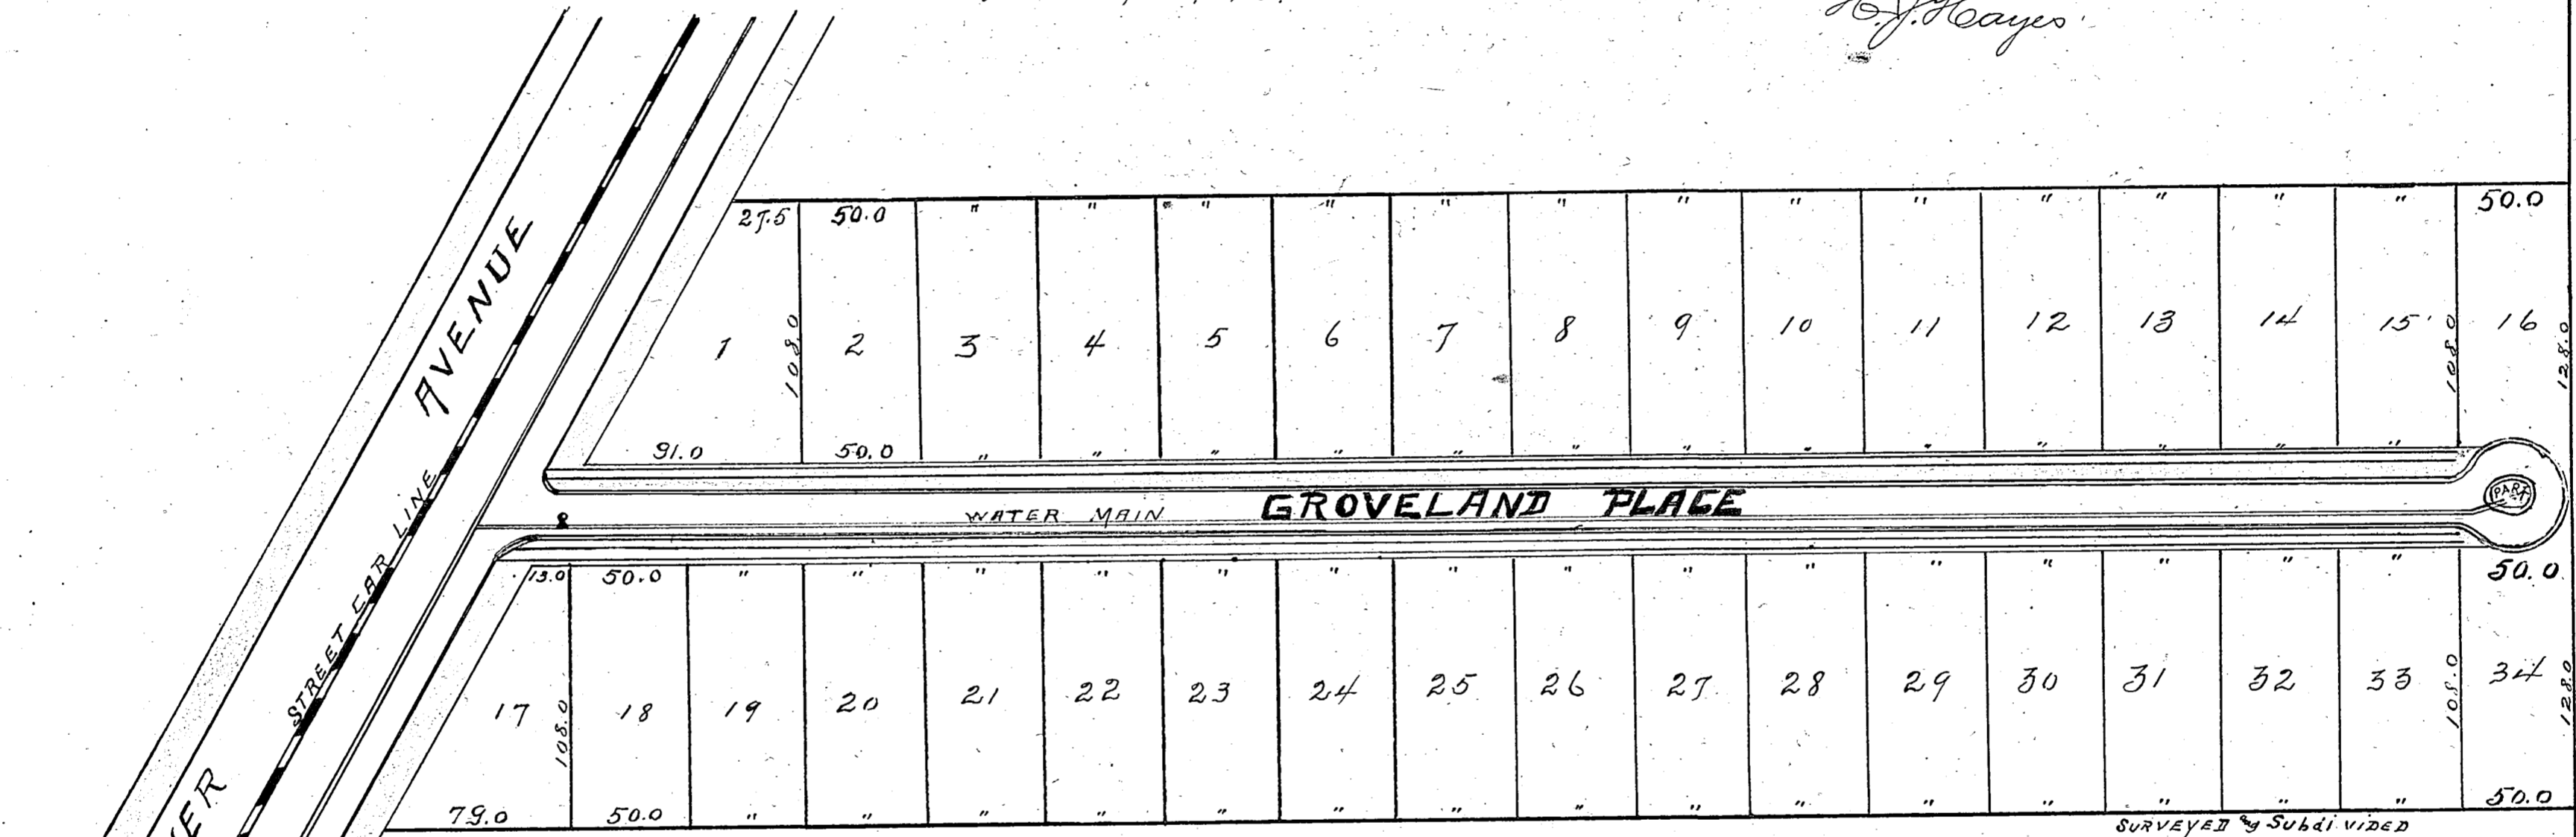 H. J. Hayes
AVENUE
STREET CAR LINE
27.5 50.0 " " " " " " " " " " " " " 50.0
1 108.0 2 3 4 5 6 7 8 9 10 11 12 13 14 15 108.0 16 128.0
91.0 50.0 " " " " " " " " " " " " "
WATER MAIN GROVELAND PLACE PARK
13.0 50.0 " " " " " " " " " " " " " " " 50.0
17 108.0 18 19 20 21 22 23 24 25 26 27 28 29 30 31 32 33 108.0 34 128.0
79.0 50.0 " " " " " " " " " " " " " " " 50.0
SURVEYED and Subdivided